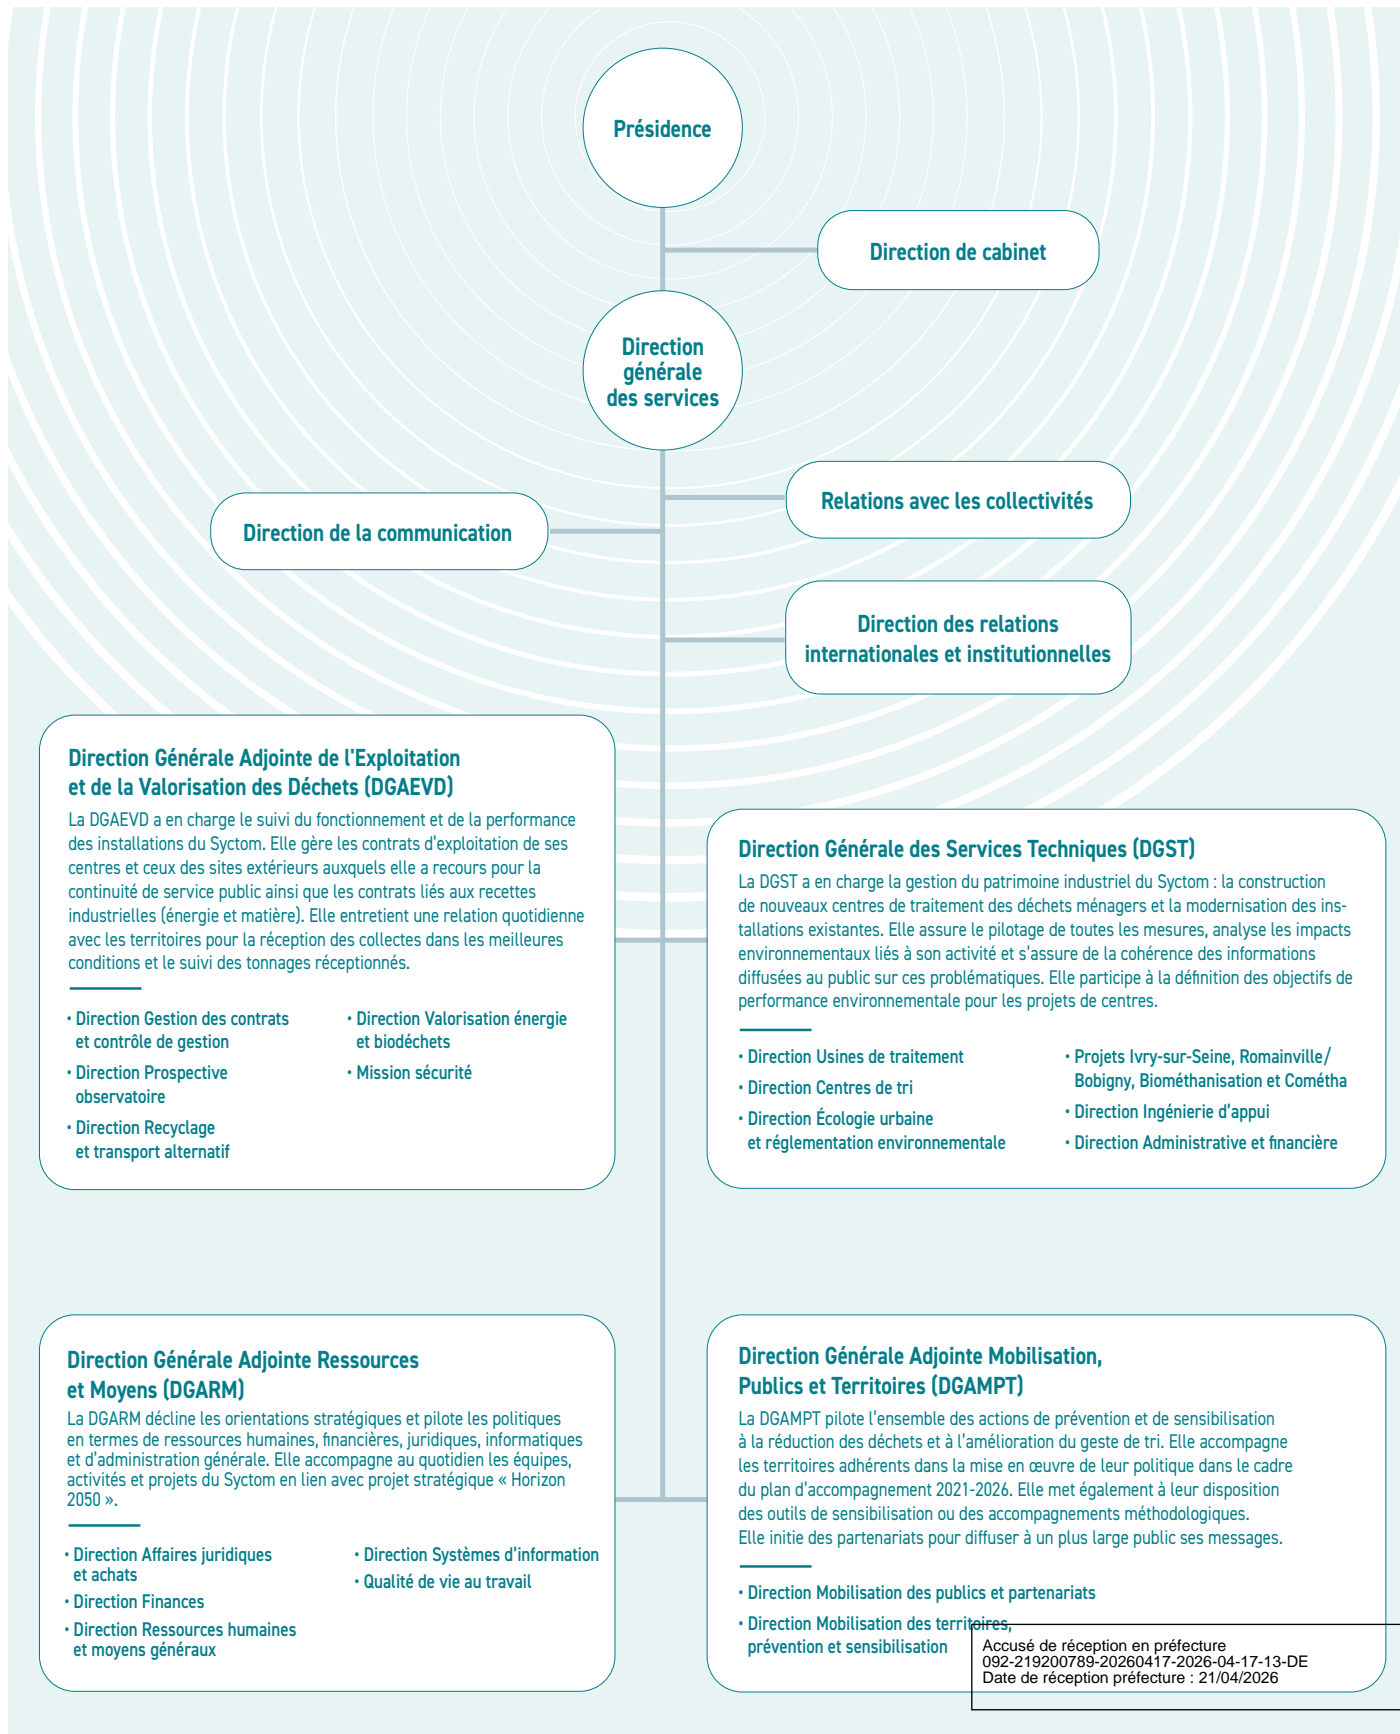 Présidence
Direction de cabinet
Direction
générale
des services
Relations avec les collectivités
Direction de la communication
Direction des relations
internationales et institutionnelles
Direction Générale Adjointe de l'Exploitation
et de la Valorisation des Déchets (DGAEVD)
La DGAEVD a en charge le suivi du fonctionnement et de la performance
des installations du Syctom. Elle gère les contrats d’exploitation de ses
centres et ceux des sites extérieurs auxquels elle a recours pour la
continuité de service public ainsi que les contrats liés aux recettes
industrielles (énergie et matière). Elle entretient une relation quotidienne
avec les territoires pour la réception des collectes dans les meilleures
conditions et le suivi des tonnages réceptionnés.
• Direction Gestion des contrats
et contrôle de gestion
• Direction Prospective
observatoire
• Direction Recyclage
et transport alternatif
• Direction Valorisation énergie
et biodéchets
• Mission sécurité
Direction Générale des Services Techniques (DGST)
La DGST a en charge la gestion du patrimoine industriel du Syctom : la construction
de nouveaux centres de traitement des déchets ménagers et la modernisation des ins-
tallations existantes. Elle assure le pilotage de toutes les mesures, analyse les impacts
environnementaux liés à son activité et s’assure de la cohérence des informations
diffusées au public sur ces problématiques. Elle participe à la définition des objectifs de
performance environnementale pour les projets de centres.
• Direction Usines de traitement
• Direction Centres de tri
• Direction Écologie urbaine
et réglementation environnementale
• Projets Ivry-sur-Seine, Romainville/
Bobigny, Biométhanisation et Cométha
• Direction Ingénierie d’appui
• Direction Administrative et financière
Direction Générale Adjointe Ressources
et Moyens (DGARM)
La DGARM décline les orientations stratégiques et pilote les politiques
en termes de ressources humaines, financières, juridiques, informatiques
et d’administration générale. Elle accompagne au quotidien les équipes,
activités et projets du Syctom en lien avec projet stratégique « Horizon
2050 ».
• Direction Affaires juridiques
et achats
• Direction Finances
• Direction Ressources humaines
et moyens généraux
• Direction Systèmes d’information
• Qualité de vie au travail
Direction Générale Adjointe Mobilisation,
Publics et Territoires (DGAMPT)
La DGAMPT pilote l’ensemble des actions de prévention et de sensibilisation
à la réduction des déchets et à l’amélioration du geste de tri. Elle accompagne
les territoires adhérents dans la mise en œuvre de leur politique dans le cadre
du plan d’accompagnement 2021-2026. Elle met également à leur disposition
des outils de sensibilisation ou des accompagnements méthodologiques.
Elle initie des partenariats pour diffuser à un plus large public ses messages.
• Direction Mobilisation des publics et partenariats
• Direction Mobilisation des territoires,
prévention et sensibilisation
Accusé de réception en préfecture
092-219200789-20260417-2026-04-17-13-DE
Date de réception préfecture : 21/04/2026